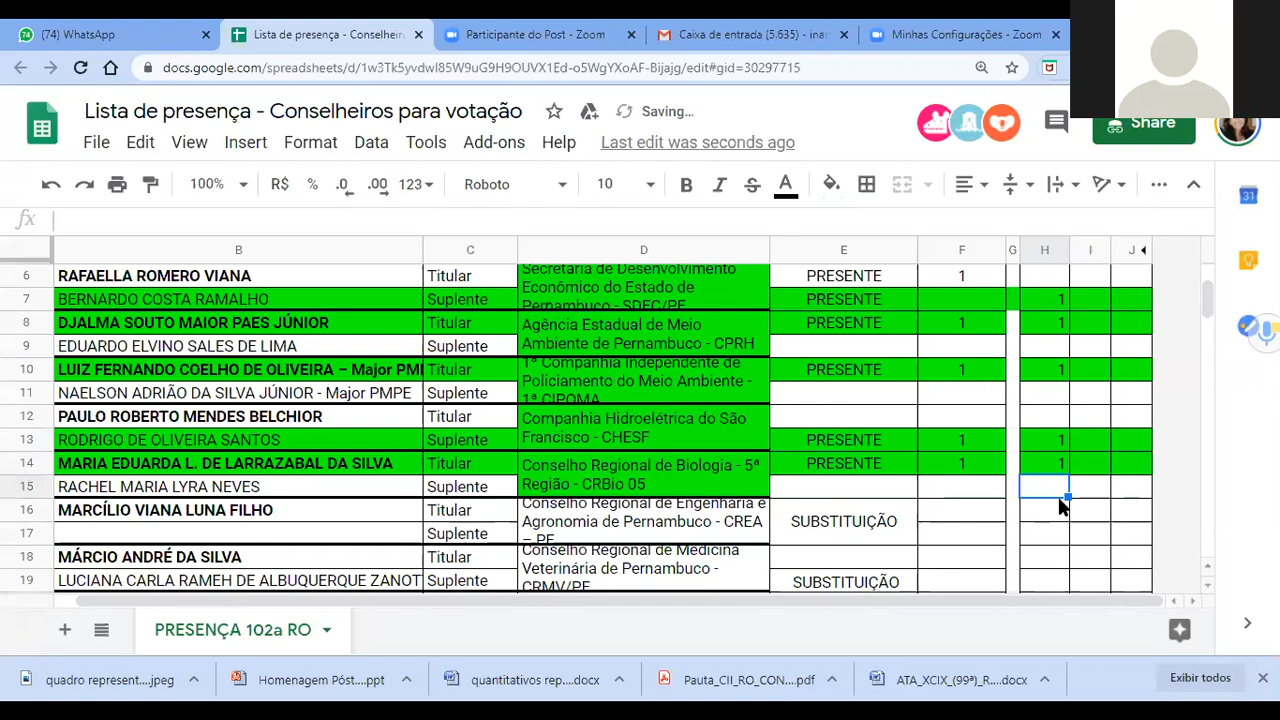 (74) WhatsApp
Lista de presença - Conselheir
Participante do Post - Zoom
Caixa de entrada (5.635) - inar
Minhas Configurações - Zoom
docs.google.com/spreadsheets/d/1w3Tk5yvdwl85W9uG9H9OUVX1Ed-o5WgYXoAF-Bijajg/edit#gid=30297715
Lista de presença - Conselheiros para votação
Saving...
Share
File Edit View Insert Format Data Tools Add-ons Help Last edit was seconds ago
100% R$ % .0 .00 123 Roboto 10 B I S A
fx
B C D E F G H I J
6 RAFAELLA ROMERO VIANA Titular PRESENTE 1
Secretaria de Desenvolvimento
Econômico do Estado de
Pernambuco - SDEC/PE
7 BERNARDO COSTA RAMALHO Suplente PRESENTE 1
8 DJALMA SOUTO MAIOR PAES JÚNIOR Titular PRESENTE 1 1
Agência Estadual de Meio
Ambiente de Pernambuco - CPRH
9 EDUARDO ELVINO SALES DE LIMA Suplente
10 LUIZ FERNANDO COELHO DE OLIVEIRA – Major PM Titular PRESENTE 1 1
1ª Companhia Independente de
Policiamento do Meio Ambiente -
1ª CIPOMA
11 NAELSON ADRIÃO DA SILVA JÚNIOR - Major PMPE Suplente
12 PAULO ROBERTO MENDES BELCHIOR Titular
Companhia Hidroelétrica do São
Francisco - CHESF
13 RODRIGO DE OLIVEIRA SANTOS Suplente PRESENTE 1 1
14 MARIA EDUARDA L. DE LARRAZABAL DA SILVA Titular PRESENTE 1 1
Conselho Regional de Biologia - 5ª
Região - CRBio 05
15 RACHEL MARIA LYRA NEVES Suplente
16 MARCÍLIO VIANA LUNA FILHO Titular
Conselho Regional de Engenharia e
Agronomia de Pernambuco - CREA
– PE
SUBSTITUIÇÃO
17 Suplente
18 MÁRCIO ANDRÉ DA SILVA Titular
Conselho Regional de Medicina
Veterinária de Pernambuco -
CRMV/PE
19 LUCIANA CARLA RAMEH DE ALBUQUERQUE ZANOT Suplente SUBSTITUIÇÃO
PRESENÇA 102a RO
quadro represent....jpeg
Homenagem Póst....ppt
quantitativos rep....docx
Pauta_CII_RO_CON....pdf
ATA_XCIX_(99ª)_R....docx
Exibir todos